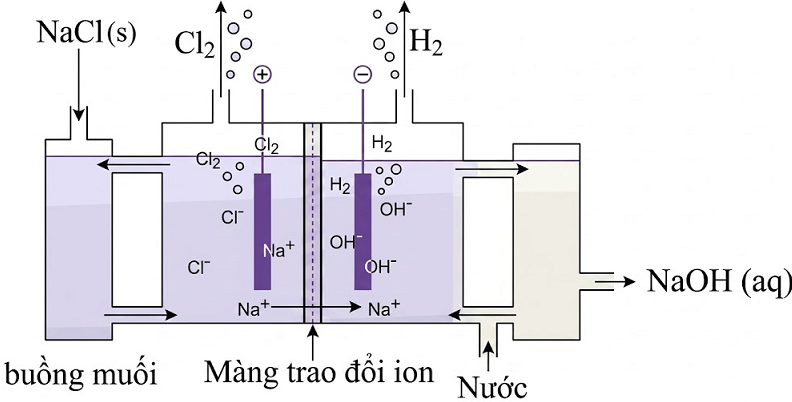 NaCl(s)
Cl₂
H₂
+
−
Cl₂
H₂
Cl₂
H₂
Cl⁻
OH⁻
Na⁺
OH⁻
Cl⁻
OH⁻
Na⁺
Na⁺
NaOH (aq)
buồng muối
Màng trao đổi ion
Nước